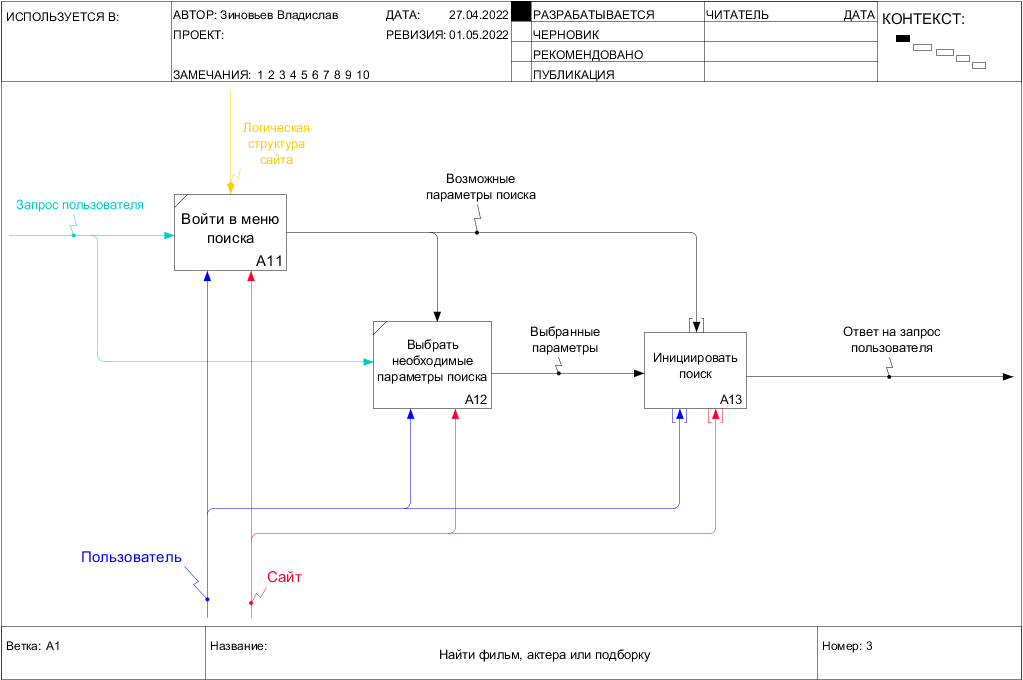 ИСПОЛЬЗУЕТСЯ В:
АВТОР: Зиновьев Владислав
ДАТА: 27.04.2022
ПРОЕКТ:
РЕВИЗИЯ: 01.05.2022
ЗАМЕЧАНИЯ: 1 2 3 4 5 6 7 8 9 10
РАЗРАБАТЫВАЕТСЯ
ЧЕРНОВИК
РЕКОМЕНДОВАНО
ПУБЛИКАЦИЯ
ЧИТАТЕЛЬ ДАТА
КОНТЕКСТ:
Логическая
структура
сайта
Запрос пользователя
Войти в меню
поиска
A11
Возможные
параметры поиска
Выбрать
необходимые
параметры поиска
A12
Выбранные
параметры
Инициировать
поиск
A13
Ответ на запрос
пользователя
Пользователь
Сайт
Ветка: A1
Название:
Найти фильм, актера или подборку
Номер: 3